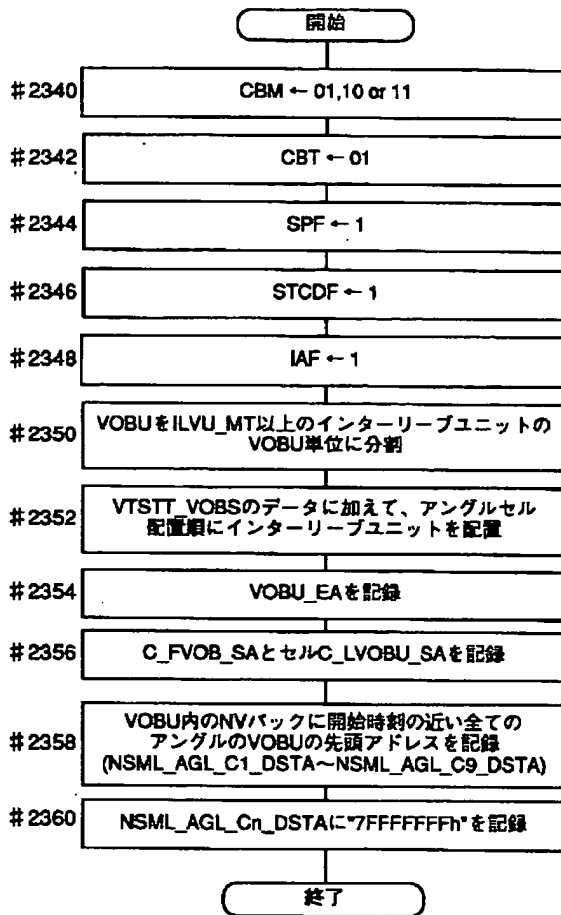 開始
#2340
CBM ← 01,10 or 11
#2342
CBT ← 01
#2344
SPF ← 1
#2346
STCDF ← 1
#2348
IAF ← 1
#2350
VOBUをILVU_MT以上のインターリーブユニットの
VOBU単位に分割
#2352
VTSTT_VOBSのデータに加えて、アングルセル
配置順にインターリーブユニットを配置
#2354
VOBU_EAを記録
#2356
C_FVOB_SAとセルC_LVOBU_SAを記録
#2358
VOBU内のNVパックに開始時刻の近い全ての
アングルのVOBUの先頭アドレスを記録
(NSML_AGL_C1_DSTA～NSML_AGL_C9_DSTA)
#2360
NSML_AGL_Cn_DSTAに"7FFFFFFFh"を記録
終了